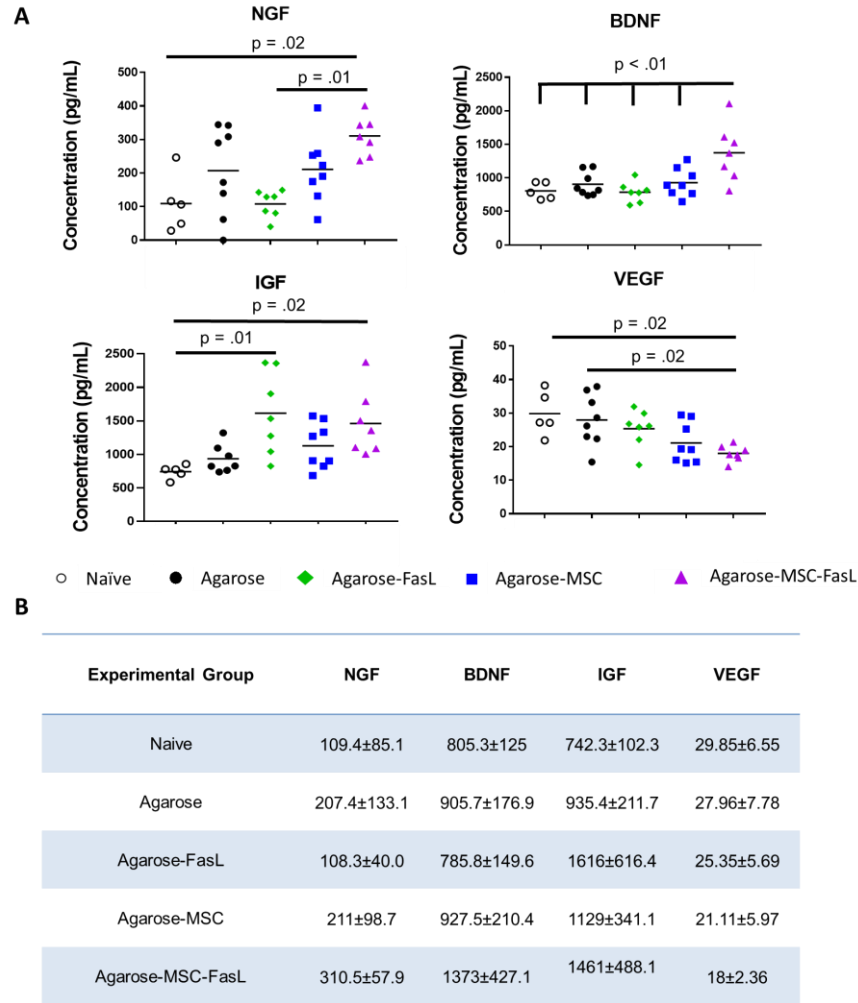 A
NGF
Concentration (pg/mL)
500
400
300
200
100
0
p = .02
p = .01
BDNF
Concentration (pg/mL)
2500
2000
1500
1000
500
0
p < .01
IGF
Concentration (pg/mL)
2500
2000
1500
1000
500
0
p = .02
p = .01
VEGF
Concentration (pg/mL)
50
40
30
20
10
0
p = .02
p = .02
Naïve Agarose Agarose-FasL Agarose-MSC Agarose-MSC-FasL
B
Experimental Group NGF BDNF IGF VEGF
Naive 109.4±85.1 805.3±125 742.3±102.3 29.85±6.55
Agarose 207.4±133.1 905.7±176.9 935.4±211.7 27.96±7.78
Agarose-FasL 108.3±40.0 785.8±149.6 1616±616.4 25.35±5.69
Agarose-MSC 211±98.7 927.5±210.4 1129±341.1 21.11±5.97
Agarose-MSC-FasL 310.5±57.9 1373±427.1 1461±488.1 18±2.36